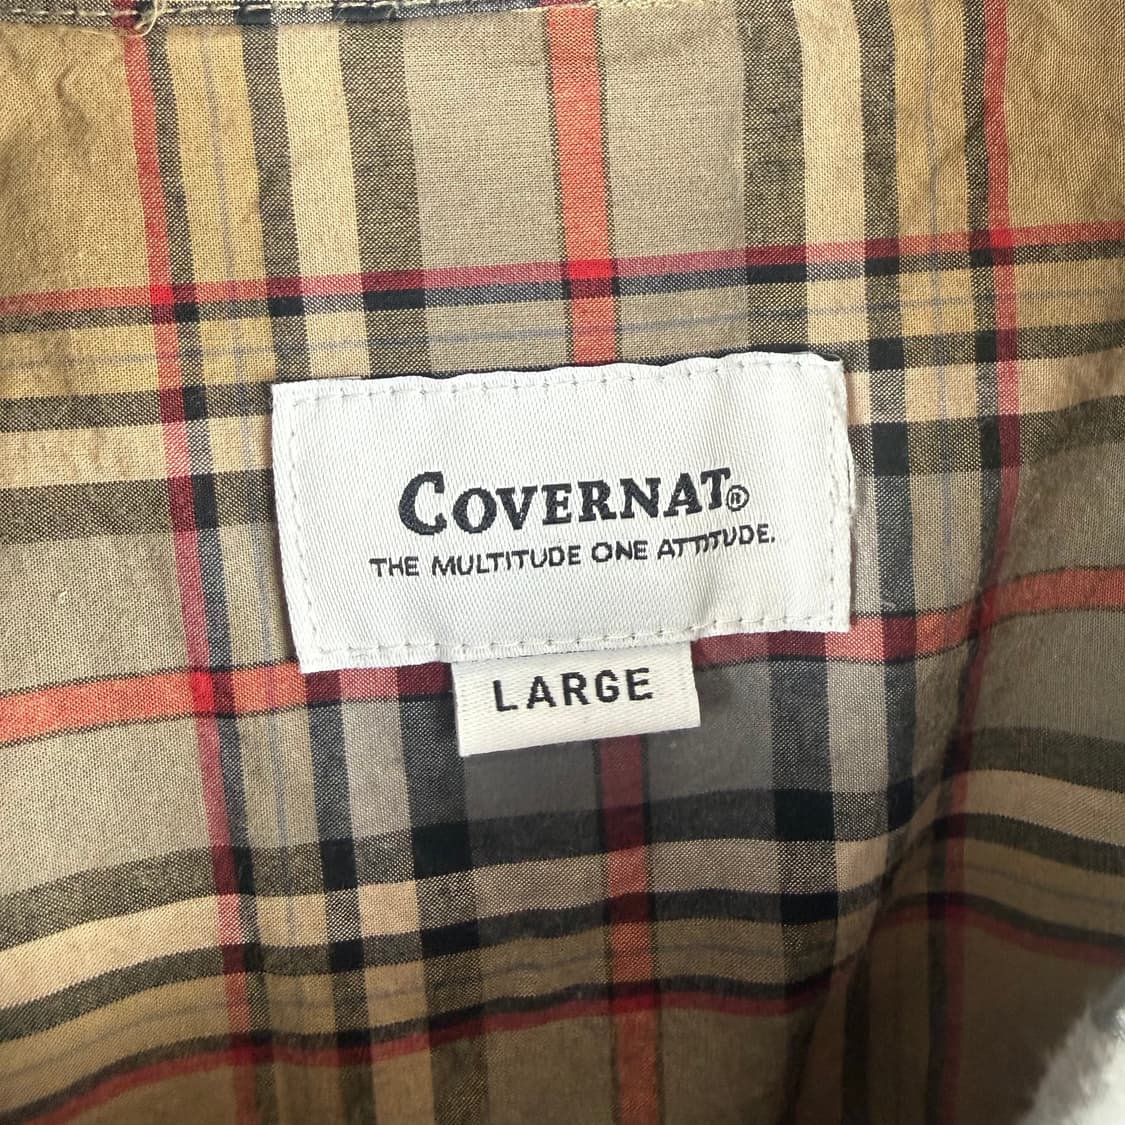 COVERNAT®
THE MULTITUDE ONE ATTITUDE.
LARGE